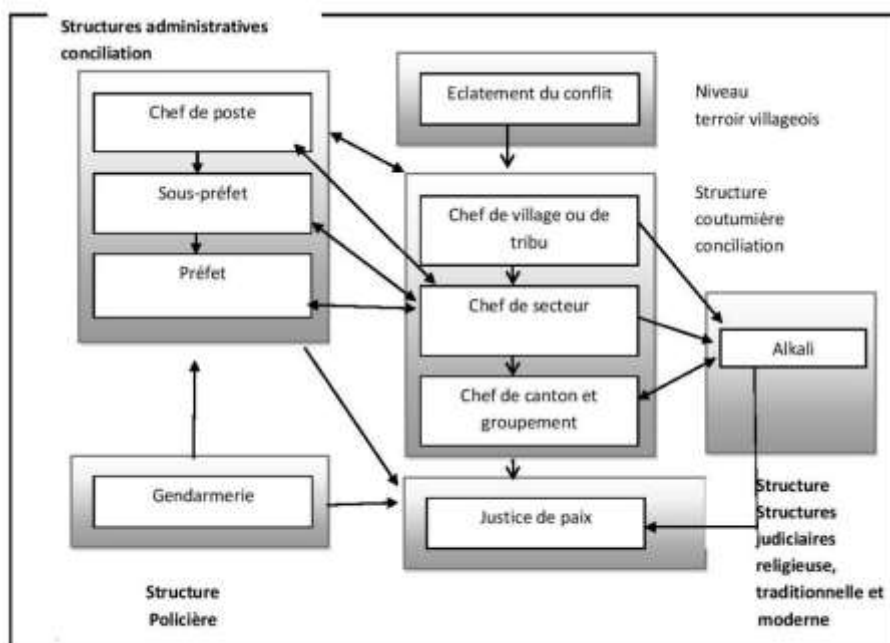 Structures administratives
conciliation
Chef de poste
Sous-préfet
Préfet
Eclatement du conflit
Niveau
terroir villageois
Chef de village ou de
tribu
Chef de secteur
Chef de canton et
groupement
Structure
coutumière
conciliation
Alkali
Gendarmerie
Justice de paix
Structure
Policière
Structure
Structures
judiciaires
religieuse,
traditionnelle et
moderne